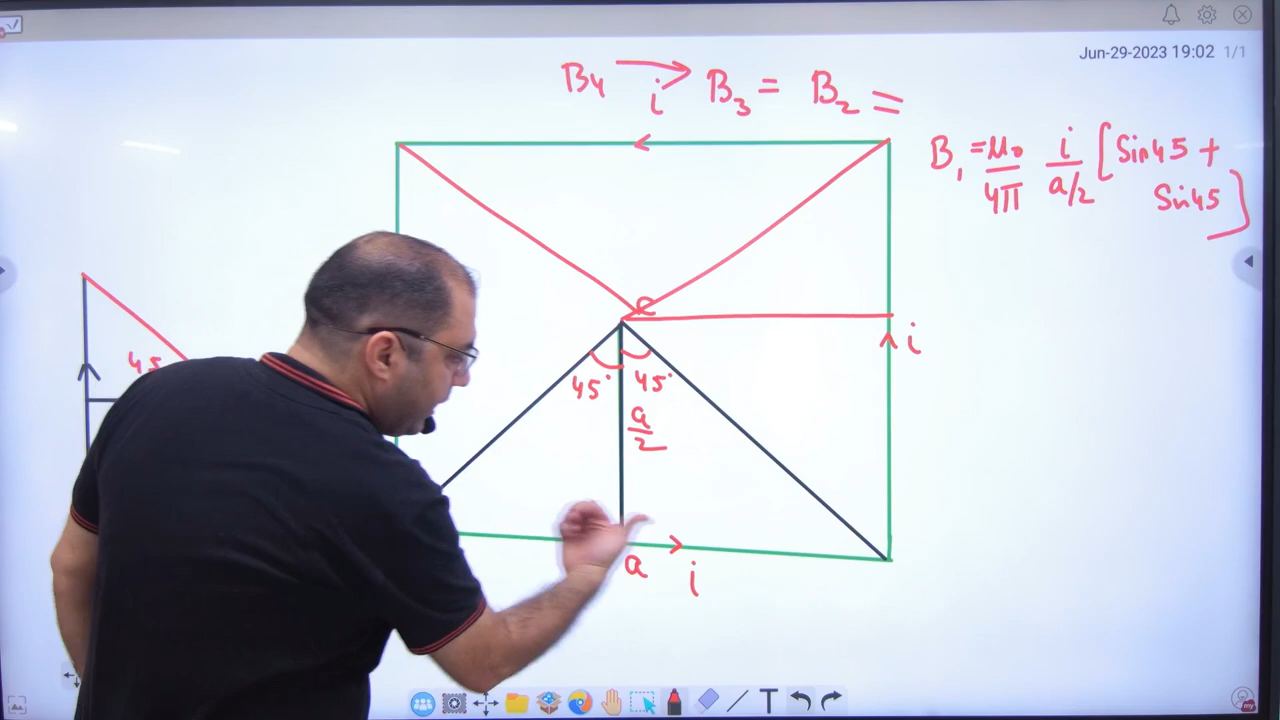 Jun-29-2023 19:02 1/1
B₄ → i B₃ = B₂ =
B₁ = μ₀/4π i/a/2 [Sin45 +
Sin45]
45
c
45° 45°
a/2
i
a i
T
my